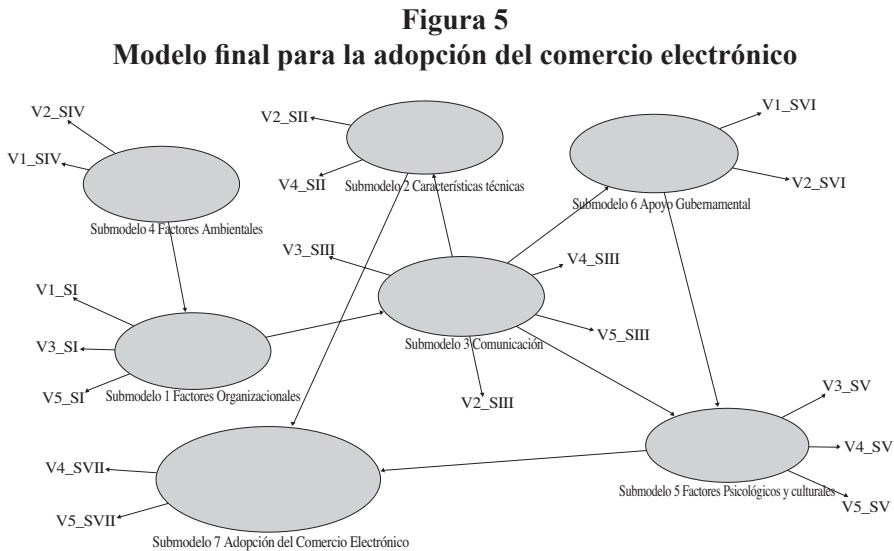 Figura 5
Modelo final para la adopción del comercio electrónico
V2_SIV
V1_SIV
Submodelo 4 Factores Ambientales
V2_SII
V4_SII
Submodelo 2 Características técnicas
V1_SVI
V2_SVI
Submodelo 6 Apoyo Gubernamental
V3_SIII
V4_SIII
V5_SIII
Submodelo 3 Comunicación
V2_SIII
V1_SI
V3_SI
V5_SI
Submodelo 1 Factores Organizacionales
V3_SV
V4_SV
V5_SV
Submodelo 5 Factores Psicológicos y culturales
V4_SVII
V5_SVII
Submodelo 7 Adopción del Comercio Electrónico